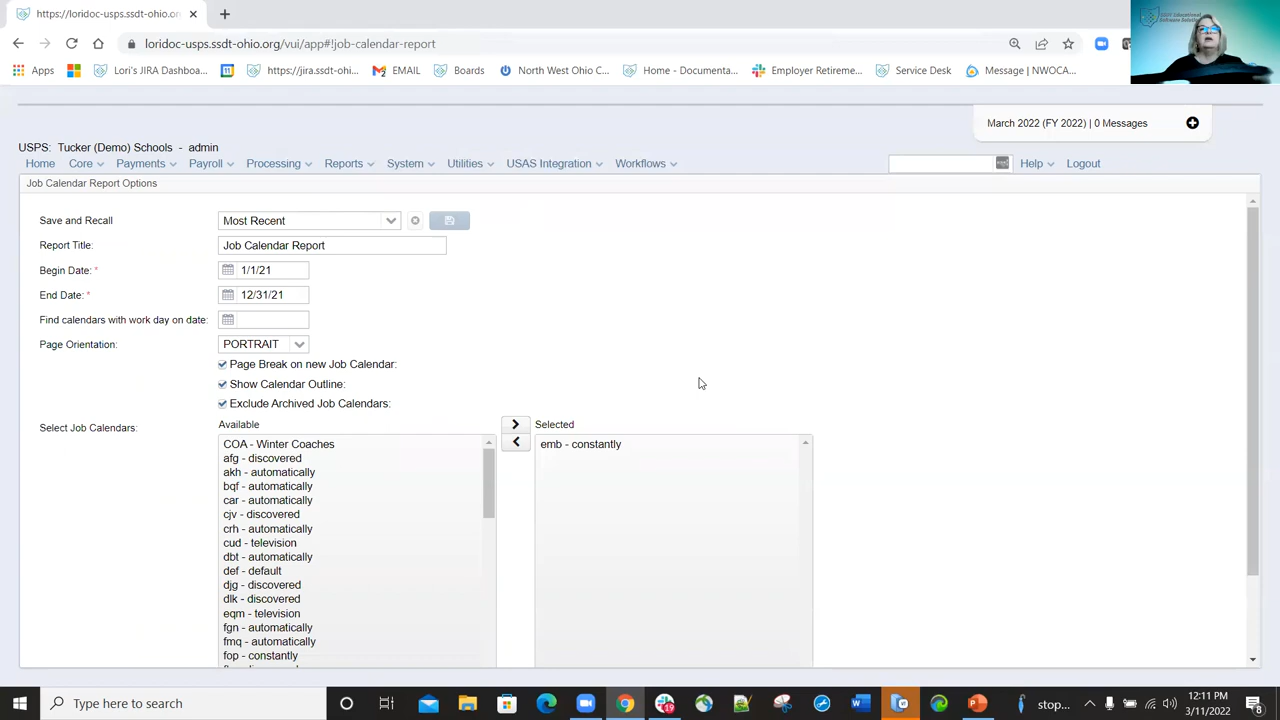 https://loridoc-usps.ssdt-ohio.org
loridoc-usps.ssdt-ohio.org/vui/app#!job-calendar-report
Apps
Lori's JIRA Dashboa...
https://jira.ssdt-ohi...
EMAIL
Boards
North West Ohio C...
Home - Documenta...
Employer Retireme...
Service Desk
Message | NWOCA
March 2022 (FY 2022) | 0 Messages
USPS: Tucker (Demo) Schools - admin
Home Core Payments Payroll Processing Reports System Utilities USAS Integration Workflows Help Logout
Job Calendar Report Options
Save and Recall Most Recent
Report Title: Job Calendar Report
Begin Date: * 1/1/21
End Date: * 12/31/21
Find calendars with work day on date:
Page Orientation: PORTRAIT
Page Break on new Job Calendar:
Show Calendar Outline:
Exclude Archived Job Calendars:
Select Job Calendars: Available Selected
COA - Winter Coaches
afg - discovered
akh - automatically
bqf - automatically
car - automatically
cjv - discovered
crh - automatically
cud - television
dbt - automatically
def - default
djg - discovered
dlk - discovered
eqm - television
fgn - automatically
fmq - automatically
fop - constantly
emb - constantly
Type here to search
19
stop...
12:11 PM
3/11/2022
8